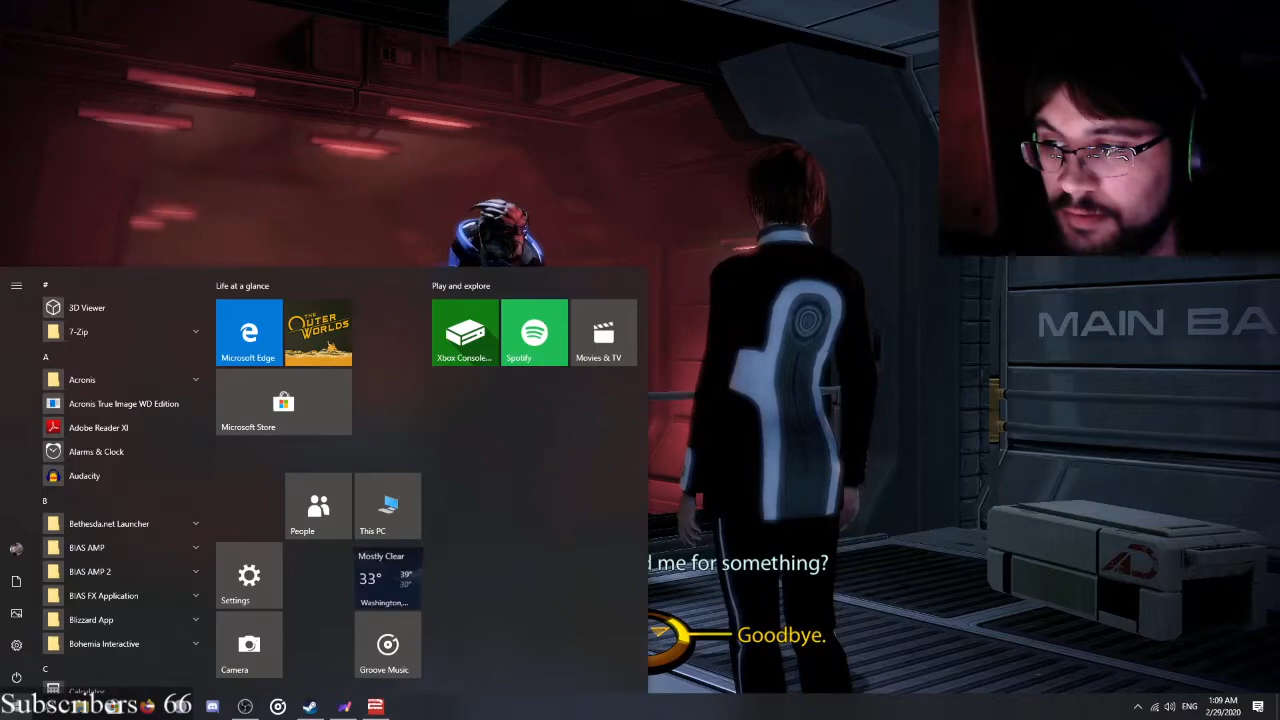 #
Life at a glance
Play and explore
3D Viewer
7-Zip
THE OUTER WORLDS
Microsoft Edge
Xbox Console...
Spotify
Movies & TV
MAIN BA
A
Acronis
Acronis True Image WD Edition
Adobe Reader XI
Microsoft Store
Alarms & Clock
Audacity
B
Bethesda.net Launcher
People
This PC
BIAS AMP
Mostly Clear
BIAS AMP 2
33°
39°
30°
d me for something?
BIAS FX Application
Settings
Washington,...
Blizzard App
Goodbye.
Bohemia Interactive
C
Camera
Groove Music
Calculator
Subscribers 66
ENG
1:09 AM
2/29/2020